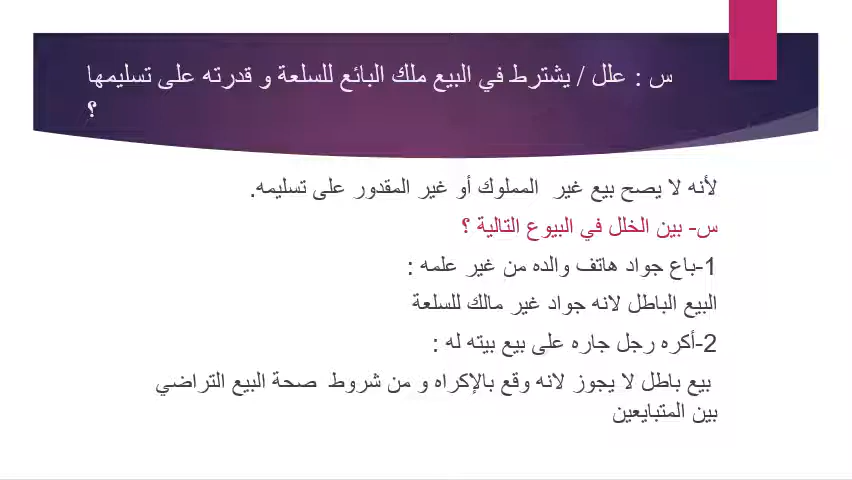 س : علل / يشترط في البيع ملك البائع للسلعة و قدرته على تسليمها
؟
لأنه لا يصح بيع غير المملوك أو غير المقدور على تسليمه.
س- بين الخلل في البيوع التالية ؟
1-باع جواد هاتف والده من غير علمه :
البيع الباطل لانه جواد غير مالك للسلعة
2-أكره رجل جاره على بيع بيته له :
بيع باطل لا يجوز لانه وقع بالإكراه و من شروط صحة البيع التراضي
بين المتبايعين